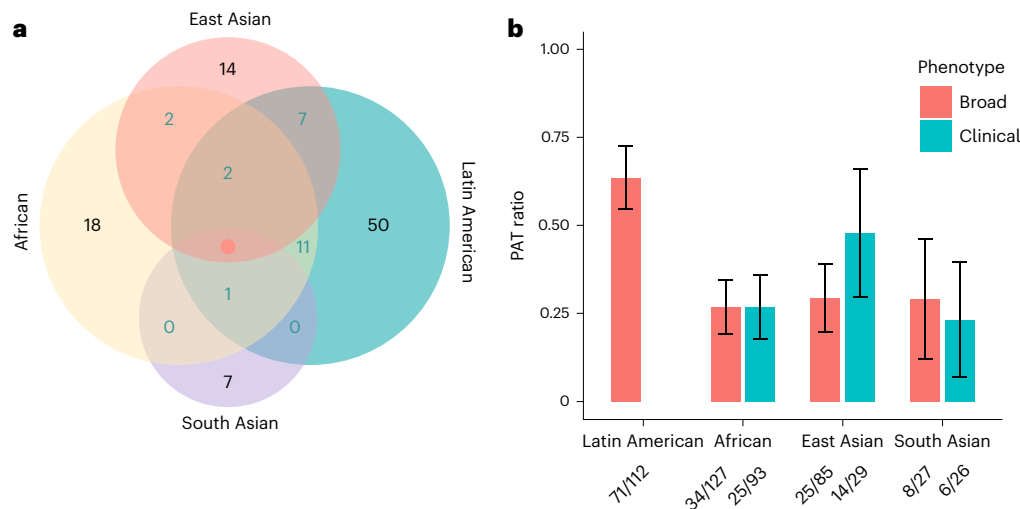 a
East Asian
14
2
7
2
African
18
50
Latin American
11
1
0
0
7
South Asian
b
PAT ratio
1.00
0.75
0.50
0.25
0
Phenotype
Broad
Clinical
Latin American African East Asian South Asian
71/112 34/127 25/93 25/85 14/29 8/27 6/26